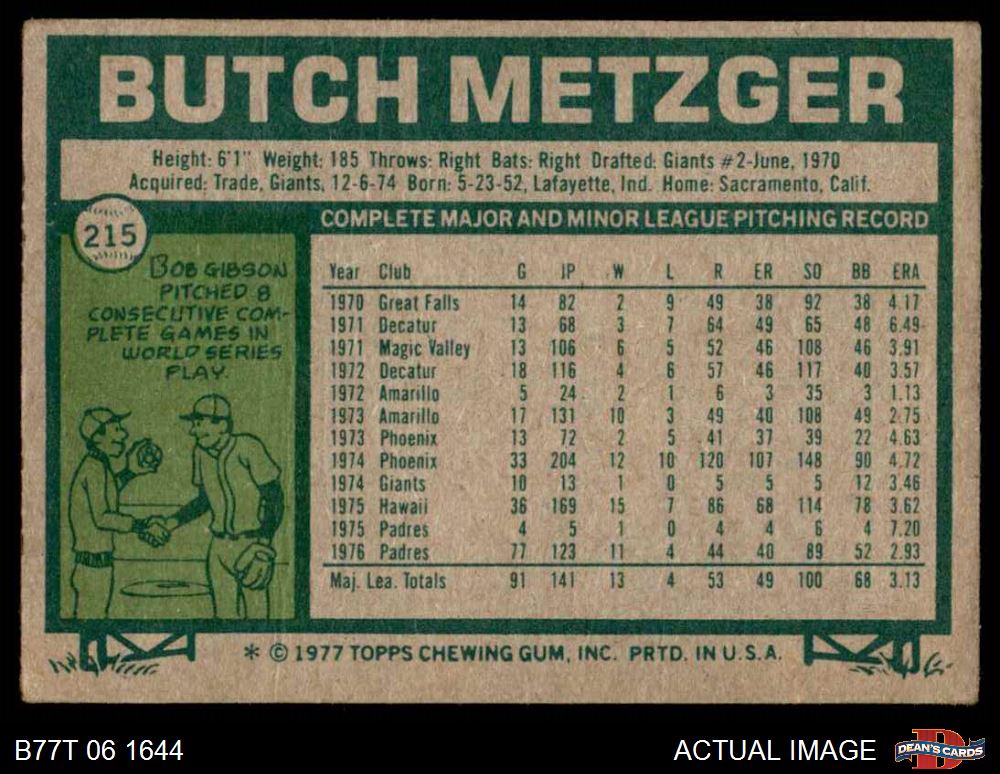 BUTCH METZGER
Height: 6'1" Weight: 185 Throws: Right Bats: Right Drafted: Giants #2-June, 1970
Acquired: Trade, Giants, 12-6-74 Born: 5-23-52, Lafayette, Ind. Home: Sacramento, Calif.
215
BOB GIBSON
PITCHED 8
CONSECUTIVE COM-
PLETE GAMES IN
WORLD SERIES
PLAY.
COMPLETE MAJOR AND MINOR LEAGUE PITCHING RECORD
Year Club G IP W L R ER SO BB ERA
1970 Great Falls 14 82 2 9 49 38 92 38 4.17
1971 Decatur 13 68 3 7 64 49 65 48 6.49
1971 Magic Valley 13 106 6 5 52 46 108 46 3.91
1972 Decatur 18 116 4 6 57 46 117 40 3.57
1972 Amarillo 5 24 2 1 6 3 35 3 1.13
1973 Amarillo 17 131 10 3 49 40 108 49 2.75
1973 Phoenix 13 72 2 5 41 37 39 22 4.63
1974 Phoenix 33 204 12 10 120 107 148 90 4.72
1974 Giants 10 13 1 0 5 5 5 12 3.46
1975 Hawaii 36 169 15 7 86 68 114 78 3.62
1975 Padres 4 5 1 0 4 4 6 4 7.20
1976 Padres 77 123 11 4 44 40 89 52 2.93
Maj. Lea. Totals 91 141 13 4 53 49 100 68 3.13
* © 1977 TOPPS CHEWING GUM, INC. PRTD. IN U.S.A.
B77T 06 1644
ACTUAL IMAGE
D
DEAN'S CARDS